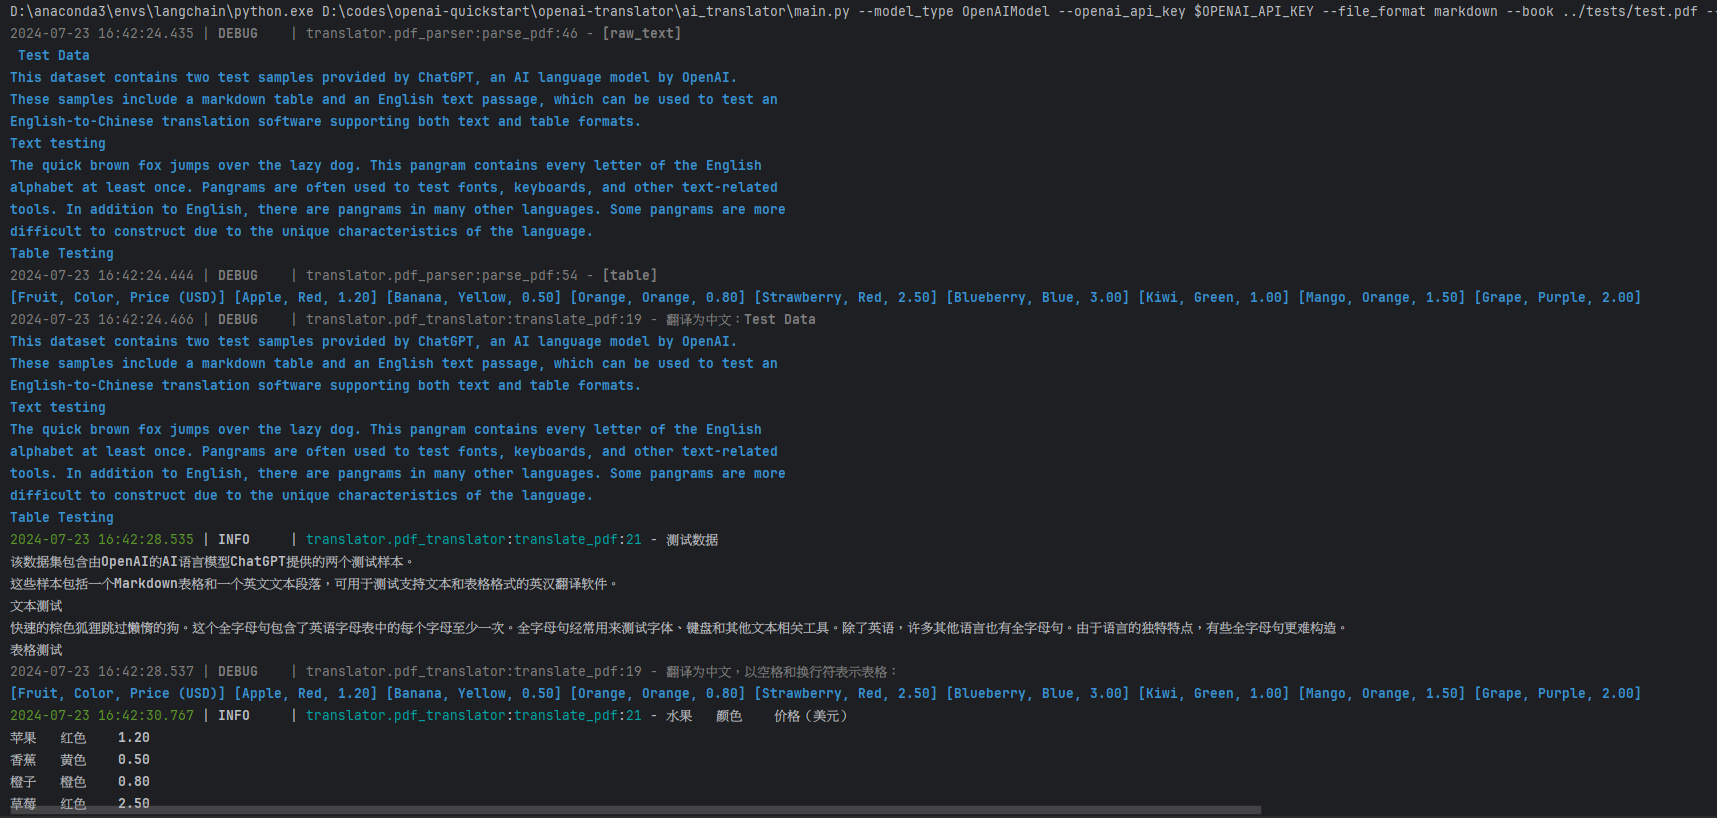 D:\anaconda3\envs\langchain\python.exe D:\codes\openai-quickstart\openai-translator\ai_translator\main.py --model_type OpenAIModel --openai_api_key $OPENAI_API_KEY --file_format markdown --book ../tests/test.pdf --
2024-07-23 16:42:24.435 | DEBUG    | translator.pdf_parser:parse_pdf:46 - [raw_text]
 Test Data
This dataset contains two test samples provided by ChatGPT, an AI language model by OpenAI.
These samples include a markdown table and an English text passage, which can be used to test an
English-to-Chinese translation software supporting both text and table formats.
Text testing
The quick brown fox jumps over the lazy dog. This pangram contains every letter of the English
alphabet at least once. Pangrams are often used to test fonts, keyboards, and other text-related
tools. In addition to English, there are pangrams in many other languages. Some pangrams are more
difficult to construct due to the unique characteristics of the language.
Table Testing
2024-07-23 16:42:24.444 | DEBUG    | translator.pdf_parser:parse_pdf:54 - [table]
[Fruit, Color, Price (USD)] [Apple, Red, 1.20] [Banana, Yellow, 0.50] [Orange, Orange, 0.80] [Strawberry, Red, 2.50] [Blueberry, Blue, 3.00] [Kiwi, Green, 1.00] [Mango, Orange, 1.50] [Grape, Purple, 2.00]
2024-07-23 16:42:24.466 | DEBUG    | translator.pdf_translator:translate_pdf:19 - 翻译为中文：Test Data
This dataset contains two test samples provided by ChatGPT, an AI language model by OpenAI.
These samples include a markdown table and an English text passage, which can be used to test an
English-to-Chinese translation software supporting both text and table formats.
Text testing
The quick brown fox jumps over the lazy dog. This pangram contains every letter of the English
alphabet at least once. Pangrams are often used to test fonts, keyboards, and other text-related
tools. In addition to English, there are pangrams in many other languages. Some pangrams are more
difficult to construct due to the unique characteristics of the language.
Table Testing
2024-07-23 16:42:28.535 | INFO     | translator.pdf_translator:translate_pdf:21 - 测试数据
该数据集包含由OpenAI的AI语言模型ChatGPT提供的两个测试样本。
这些样本包括一个Markdown表格和一个英文文本段落，可用于测试支持文本和表格格式的英汉翻译软件。
文本测试
快速的棕色狐狸跳过懒惰的狗。这个全字母句包含了英语字母表中的每个字母至少一次。全字母句经常用来测试字体、键盘和其他文本相关工具。除了英语，许多其他语言也有全字母句。由于语言的独特特点，有些全字母句更难构造。
表格测试
2024-07-23 16:42:28.537 | DEBUG    | translator.pdf_translator:translate_pdf:19 - 翻译为中文，以空格和换行符表示表格：
[Fruit, Color, Price (USD)] [Apple, Red, 1.20] [Banana, Yellow, 0.50] [Orange, Orange, 0.80] [Strawberry, Red, 2.50] [Blueberry, Blue, 3.00] [Kiwi, Green, 1.00] [Mango, Orange, 1.50] [Grape, Purple, 2.00]
2024-07-23 16:42:30.767 | INFO     | translator.pdf_translator:translate_pdf:21 - 水果   颜色    价格（美元）
苹果   红色    1.20
香蕉   黄色    0.50
橙子   橙色    0.80
草莓   红色    2.50